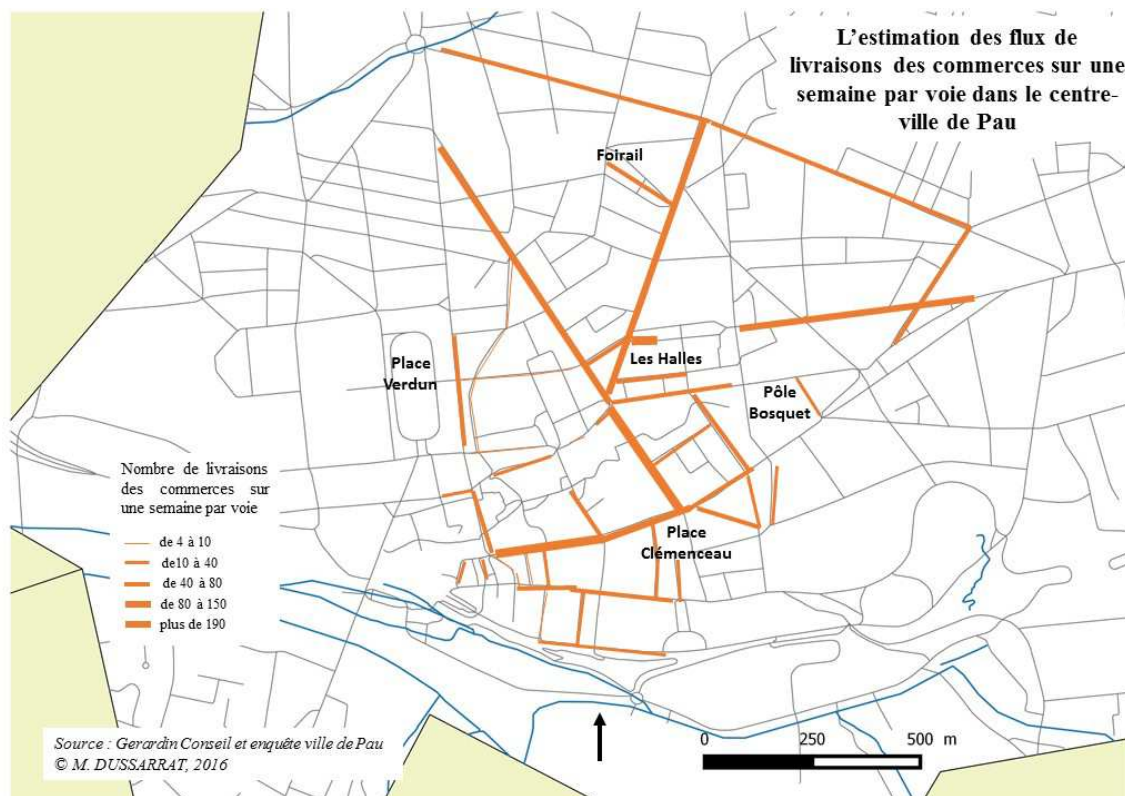 L'estimation des flux de
livraisons des commerces sur une
semaine par voie dans le centre-
ville de Pau
Foirail
Les Halles
Place
Verdun
Pôle
Bosquet
Nombre de livraisons
des commerces sur
une semaine par voie
de 4 à 10
de10 à 40
de 40 à 80
de 80 à 150
plus de 190
Place
Clémenceau
Source : Gerardin Conseil et enquête ville de Pau
© M. DUSSARRAT, 2016
0 250 500 m